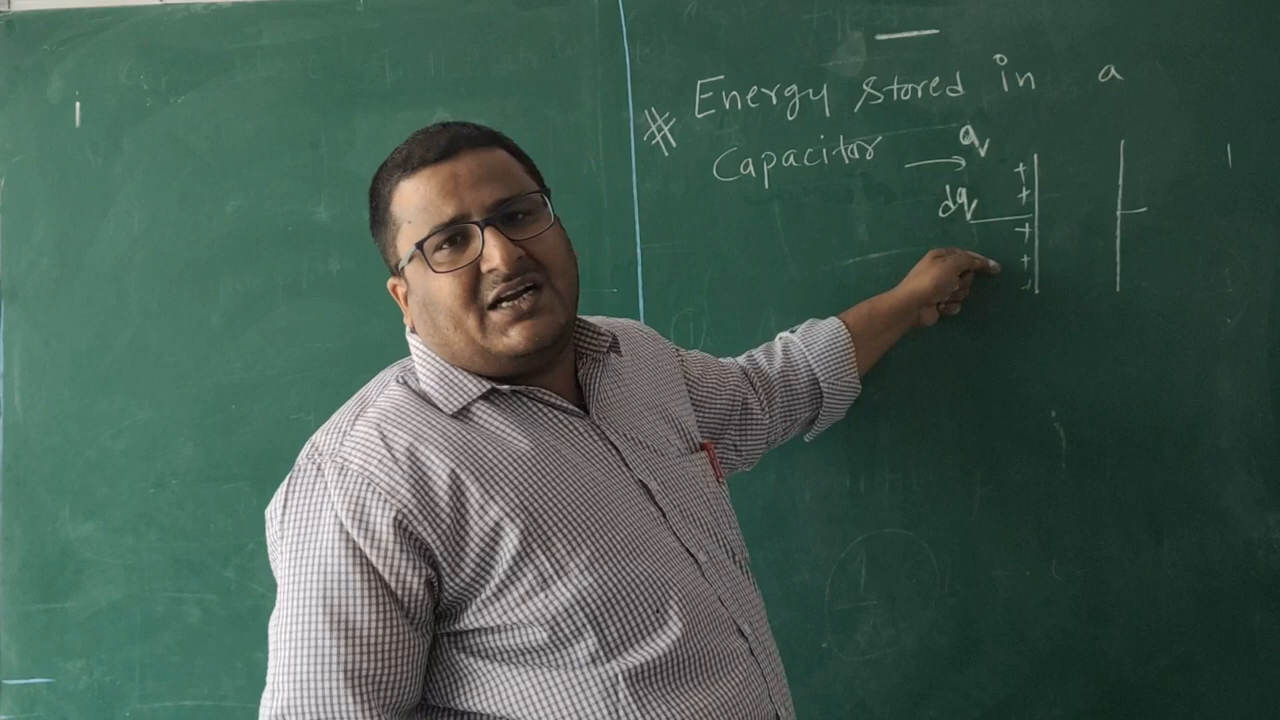 # Energy stored in a
Capacitor → q
dq
+
+
+
+